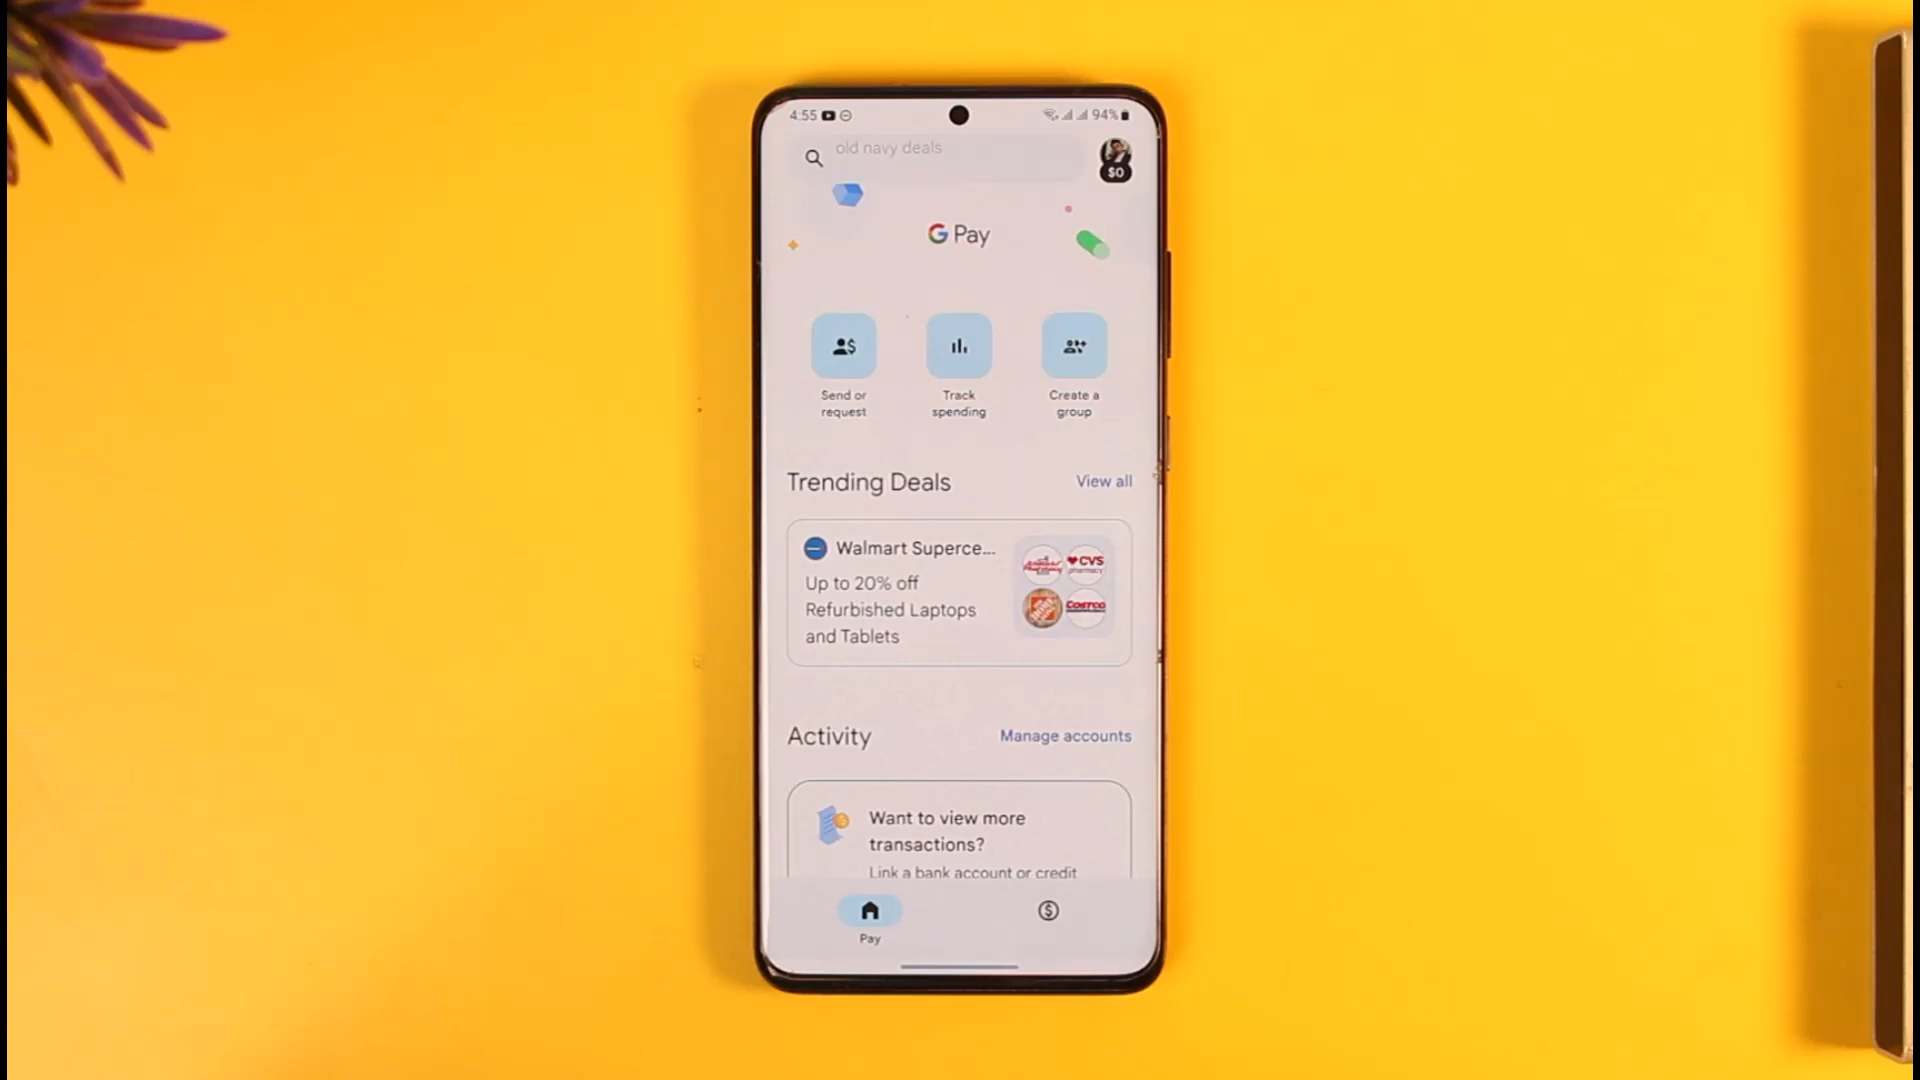 4:55 94%
old navy deals
$0
G Pay
Send or
request
Track
spending
Create a
group
Trending Deals
View all
Walmart Superce...
Up to 20% off
Refurbished Laptops
and Tablets
CVS
pharmacy
COSTCO
Activity
Manage accounts
Want to view more
transactions?
Link a bank account or credit
Pay